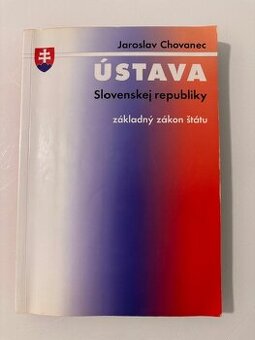 Jaroslav Chovanec
ÚSTAVA
Slovenskej republiky
základný zákon štátu